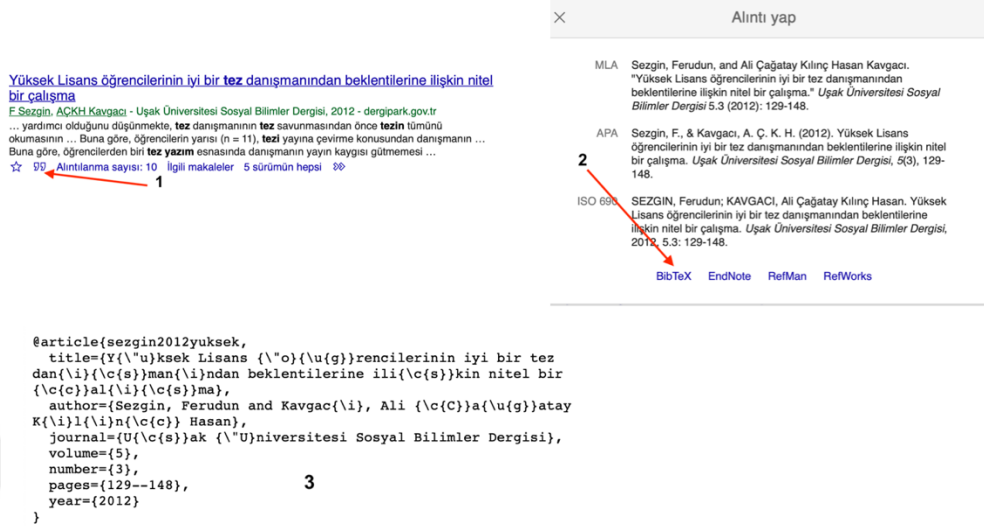 Yüksek Lisans öğrencilerinin iyi bir tez danışmanından beklentilerine ilişkin nitel
bir çalışma
F Sezgin, AÇKH Kavgacı - Uşak Üniversitesi Sosyal Bilimler Dergisi, 2012 - dergipark.gov.tr
... yardımcı olduğunu düşünmekte, tez danışmanının tez savunmasından önce tezin tümünü
okumasının ... Buna göre, öğrencilerin yarısı (n = 11), tezi yayına çevirme konusundan danışmanın ...
Buna göre, öğrencilerden biri tez yazım esnasında danışmanın yayın kaygısı gütmemesi ...
Alıntılanma sayısı: 10 İlgili makaleler 5 sürümün hepsi
1
Alıntı yap
MLA Sezgin, Ferudun, and Ali Çağatay Kılınç Hasan Kavgacı.
"Yüksek Lisans öğrencilerinin iyi bir tez danışmanından
beklentilerine ilişkin nitel bir çalışma." Uşak Üniversitesi Sosyal
Bilimler Dergisi 5.3 (2012): 129-148.
APA Sezgin, F., & Kavgacı, A. Ç. K. H. (2012). Yüksek Lisans
öğrencilerinin iyi bir tez danışmanından beklentilerine ilişkin nitel
bir çalışma. Uşak Üniversitesi Sosyal Bilimler Dergisi, 5(3), 129-
148.
2
ISO 690 SEZGIN, Ferudun; KAVGACI, Ali Çağatay Kılınç Hasan. Yüksek
Lisans öğrencilerinin iyi bir tez danışmanından beklentilerine
ilişkin nitel bir çalışma. Uşak Üniversitesi Sosyal Bilimler Dergisi,
2012, 5.3: 129-148.
BibTeX EndNote RefMan RefWorks
@article{sezgin2012yuksek,
title={Y{\"u}ksek Lisans {\"o}{\u{g}}rencilerinin iyi bir tez
dan{\i}{\c{s}}man{\i}ndan beklentilerine ili{\c{s}}kin nitel bir
{\c{c}}al{\i}{\c{s}}ma},
author={Sezgin, Ferudun and Kavgac{\i}, Ali {\c{C}}a{\u{g}}atay
K{\i}l{\i}n{\c{c}} Hasan},
journal={U{\c{s}}ak {\"U}niversitesi Sosyal Bilimler Dergisi},
volume={5},
number={3},
pages={129--148},
year={2012}
}
3